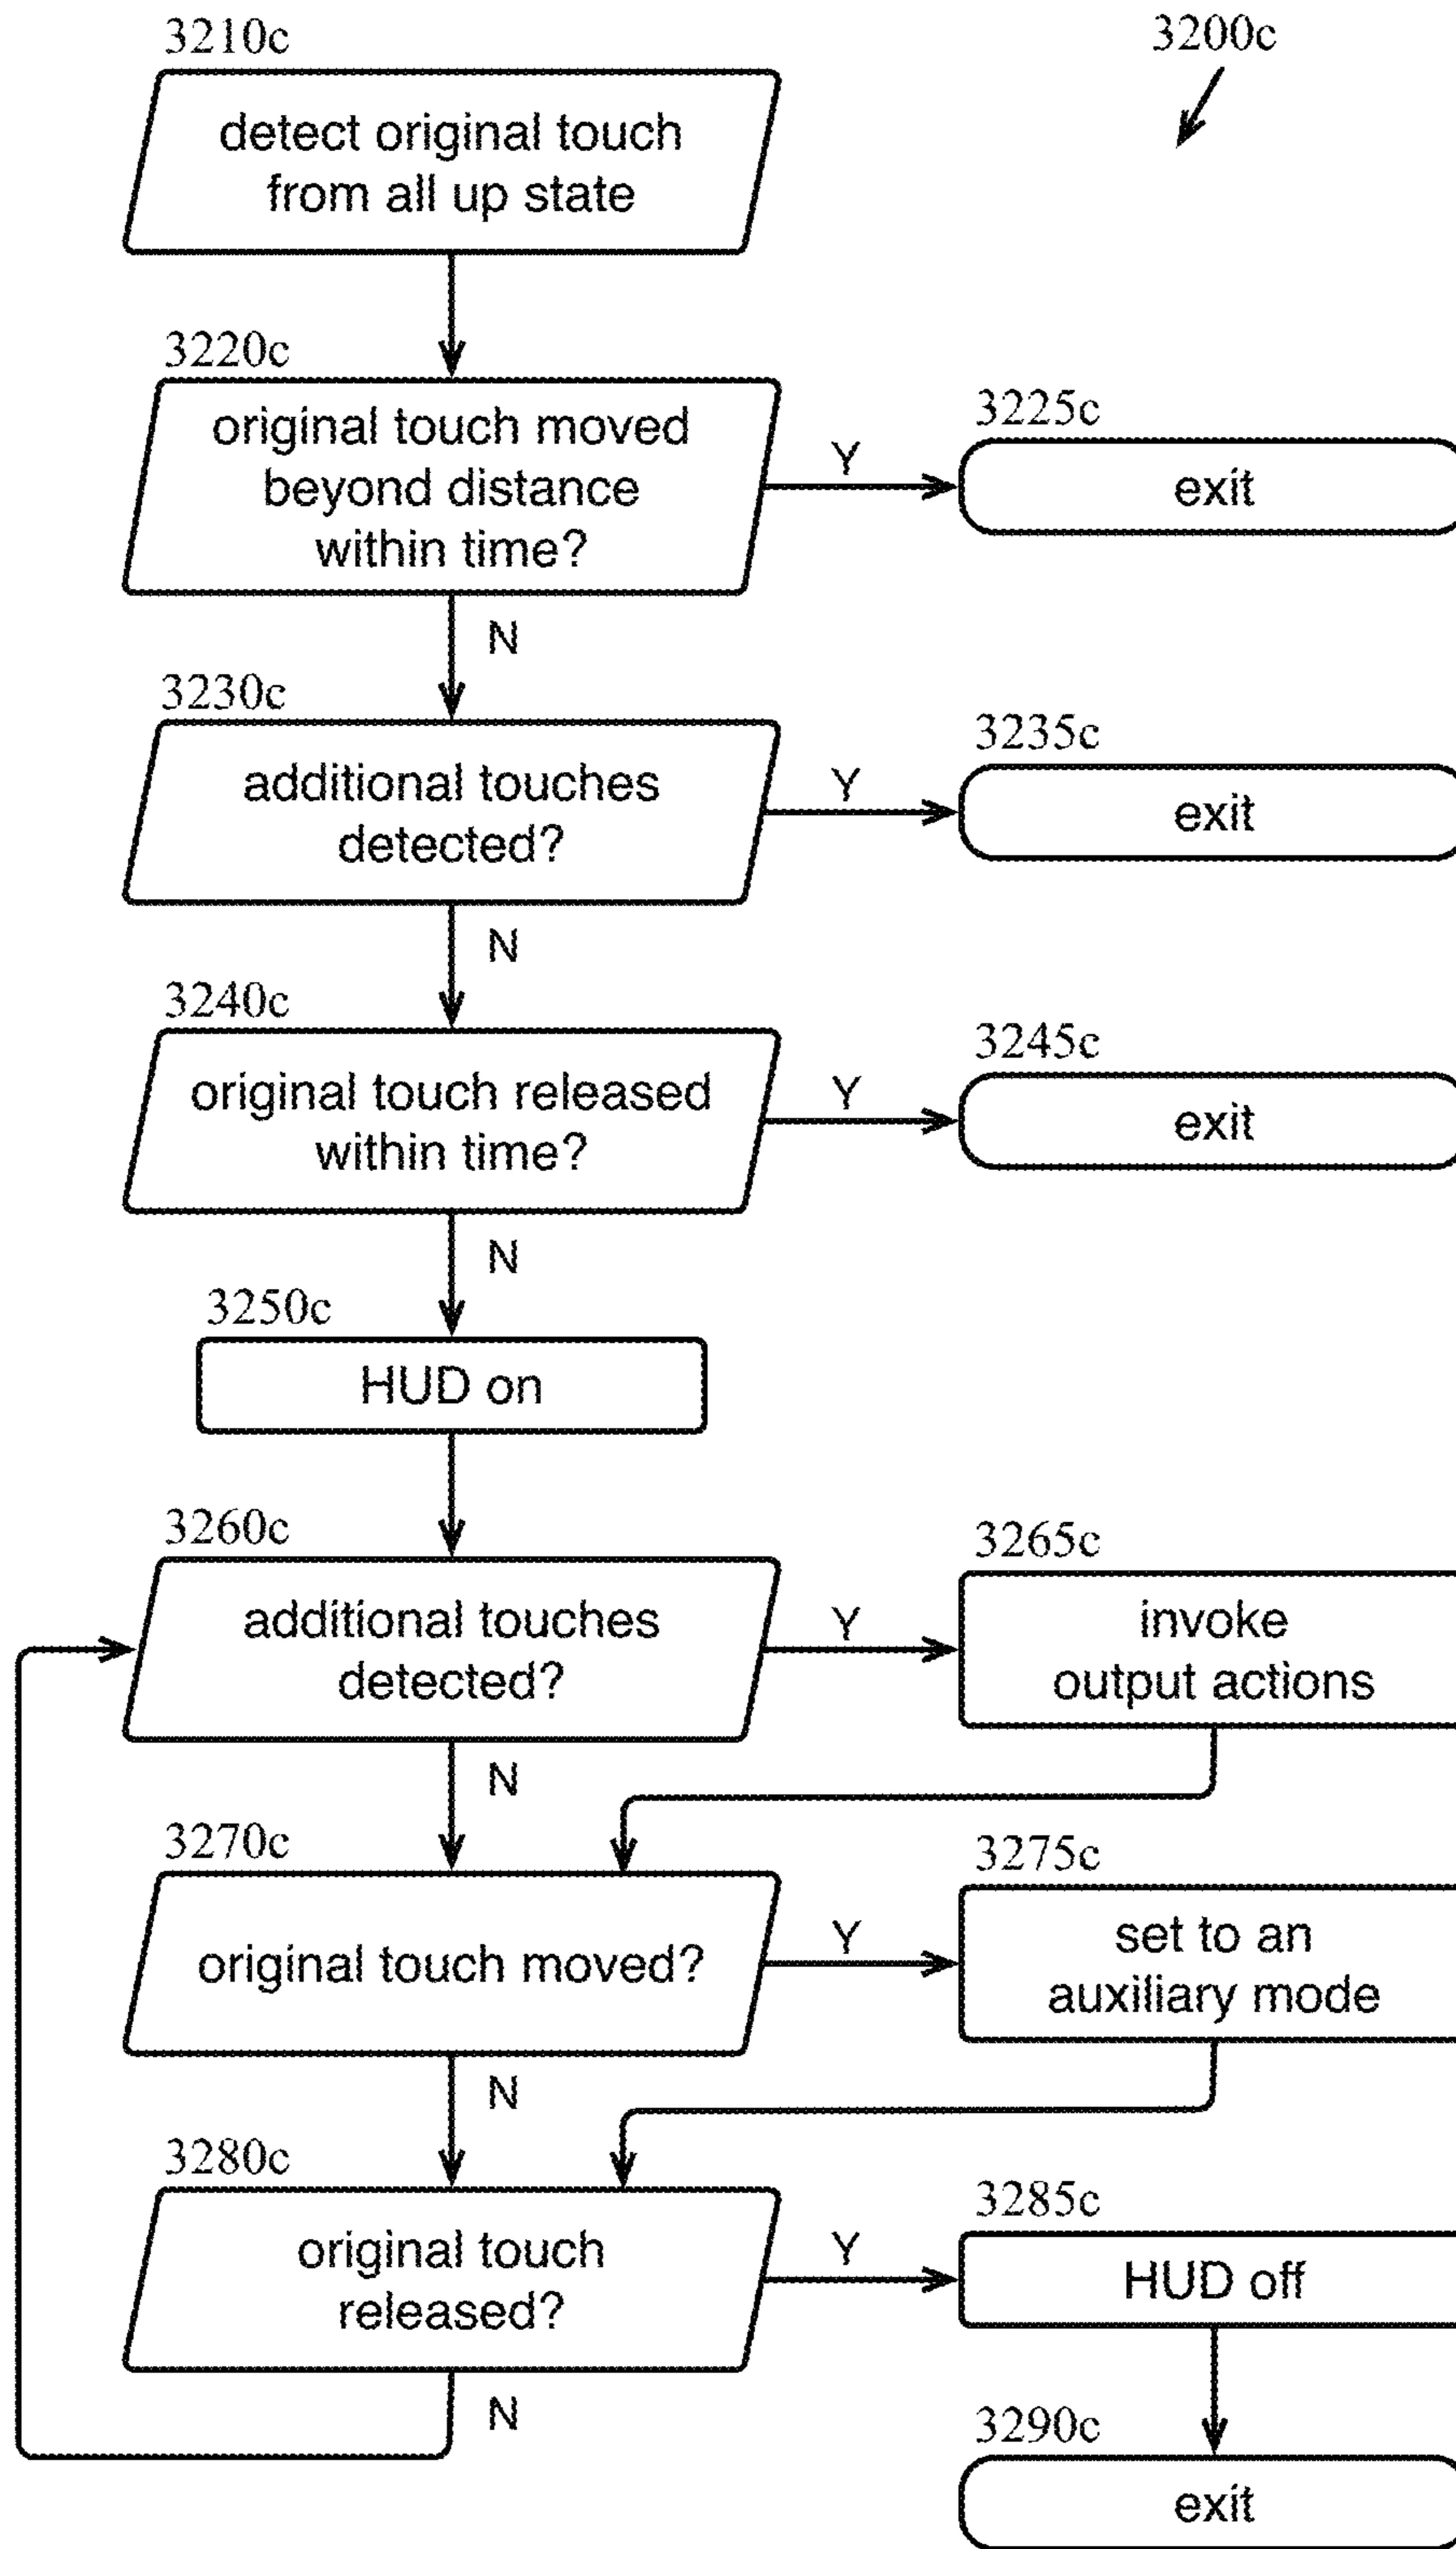 3210c
3200c
detect original touch
from all up state
3220c
original touch moved
beyond distance
within time?
Y
3225c
exit
N
3230c
additional touches
detected?
Y
3235c
exit
N
3240c
original touch released
within time?
Y
3245c
exit
N
3250c
HUD on
3260c
additional touches
detected?
Y
3265c
invoke
output actions
N
3270c
original touch moved?
Y
3275c
set to an
auxiliary mode
N
3280c
original touch
released?
Y
3285c
HUD off
N
3290c
exit